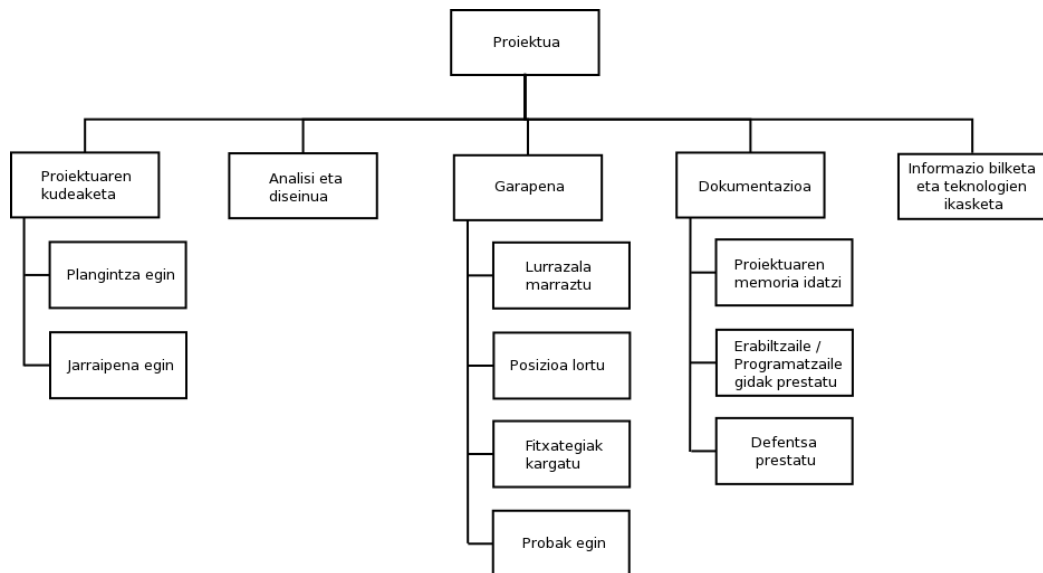 Proiektua
Proiektuaren
kudeaketa
Analisi eta
diseinua
Garapena
Dokumentazioa
Informazio bilketa
eta teknologien
ikasketa
Plangintza egin
Jarraipena egin
Lurrazala
marraztu
Posizioa lortu
Fitxategiak
kargatu
Probak egin
Proiektuaren
memoria idatzi
Erabiltzaile /
Programatzaile
gidak prestatu
Defentsa
prestatu